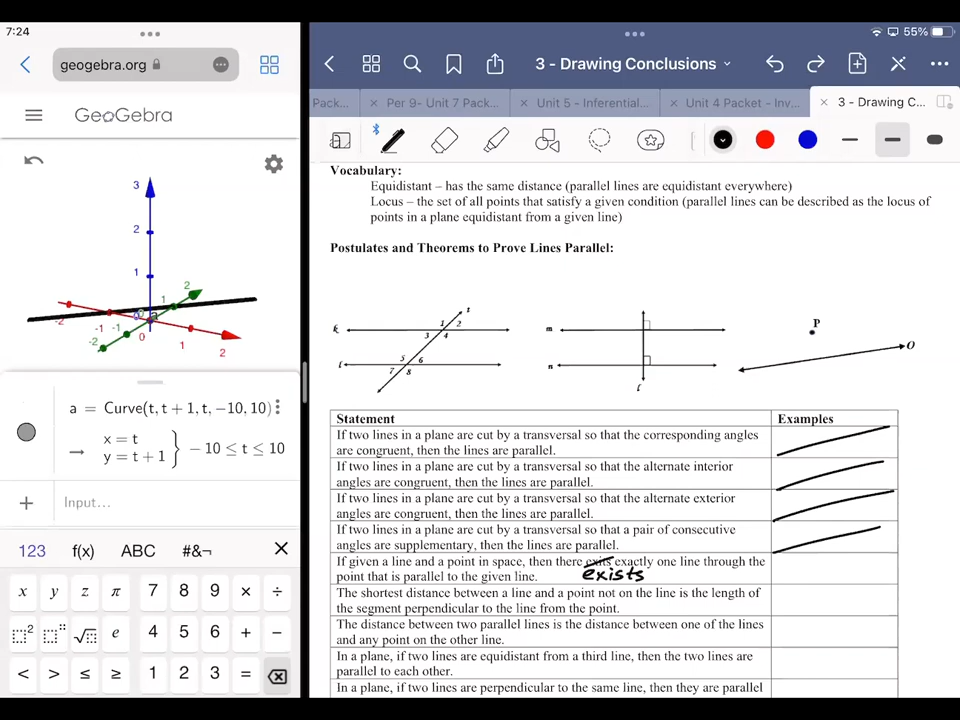 7:24
55%
geogebra.org
3 - Drawing Conclusions
Pack...
× Per 9- Unit 7 Pack...
× Unit 5 - Inferential...
× Unit 4 Packet - Inv...
× 3 - Drawing C...
GeoGebra
3
2
1
0
-2
-1
0
1
2
-2
-1
1
2
a = Curve(t, t + 1, t, -10, 10)
→ x = t
y = t + 1 } -10 ≤ t ≤ 10
+ Input...
123 f(x) ABC #&¬
x y z π 7 8 9 × ÷
e 4 5 6 + −
< > ≤ ≥ 1 2 3 =
Vocabulary:
Equidistant – has the same distance (parallel lines are equidistant everywhere)
Locus – the set of all points that satisfy a given condition (parallel lines can be described as the locus of
points in a plane equidistant from a given line)
Postulates and Theorems to Prove Lines Parallel:
t
k 1 2
3 4
l 5 6
7 8
m
n
P
O
Statement Examples
If two lines in a plane are cut by a transversal so that the corresponding angles
are congruent, then the lines are parallel.
If two lines in a plane are cut by a transversal so that the alternate interior
angles are congruent, then the lines are parallel.
If two lines in a plane are cut by a transversal so that the alternate exterior
angles are congruent, then the lines are parallel.
If two lines in a plane are cut by a transversal so that a pair of consecutive
angles are supplementary, then the lines are parallel.
If given a line and a point in space, then there exits exactly one line through the
point that is parallel to the given line. exists
The shortest distance between a line and a point not on the line is the length of
the segment perpendicular to the line from the point.
The distance between two parallel lines is the distance between one of the lines
and any point on the other line.
In a plane, if two lines are equidistant from a third line, then the two lines are
parallel to each other.
In a plane, if two lines are perpendicular to the same line, then they are parallel